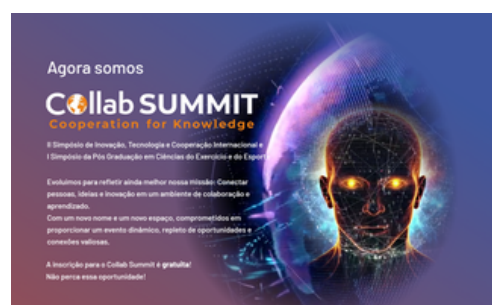 Agora somos
Collab SUMMIT
Cooperation for Knowledge
II Simpósio de Inovação, Tecnologia e Cooperação Internacional e
I Simpósio da Pós Graduação em Ciências do Exercício e do Esport
Evoluímos para refletir ainda melhor nossa missão: Conectar
pessoas, ideias e inovação em um ambiente de colaboração e
aprendizado.
Com um novo nome e um novo espaço, comprometidos em
proporcionar um evento dinâmico, repleto de oportunidades e
conexões valiosas.
A inscrição para o Collab Summit é gratuita!
Não perca essa oportunidade!